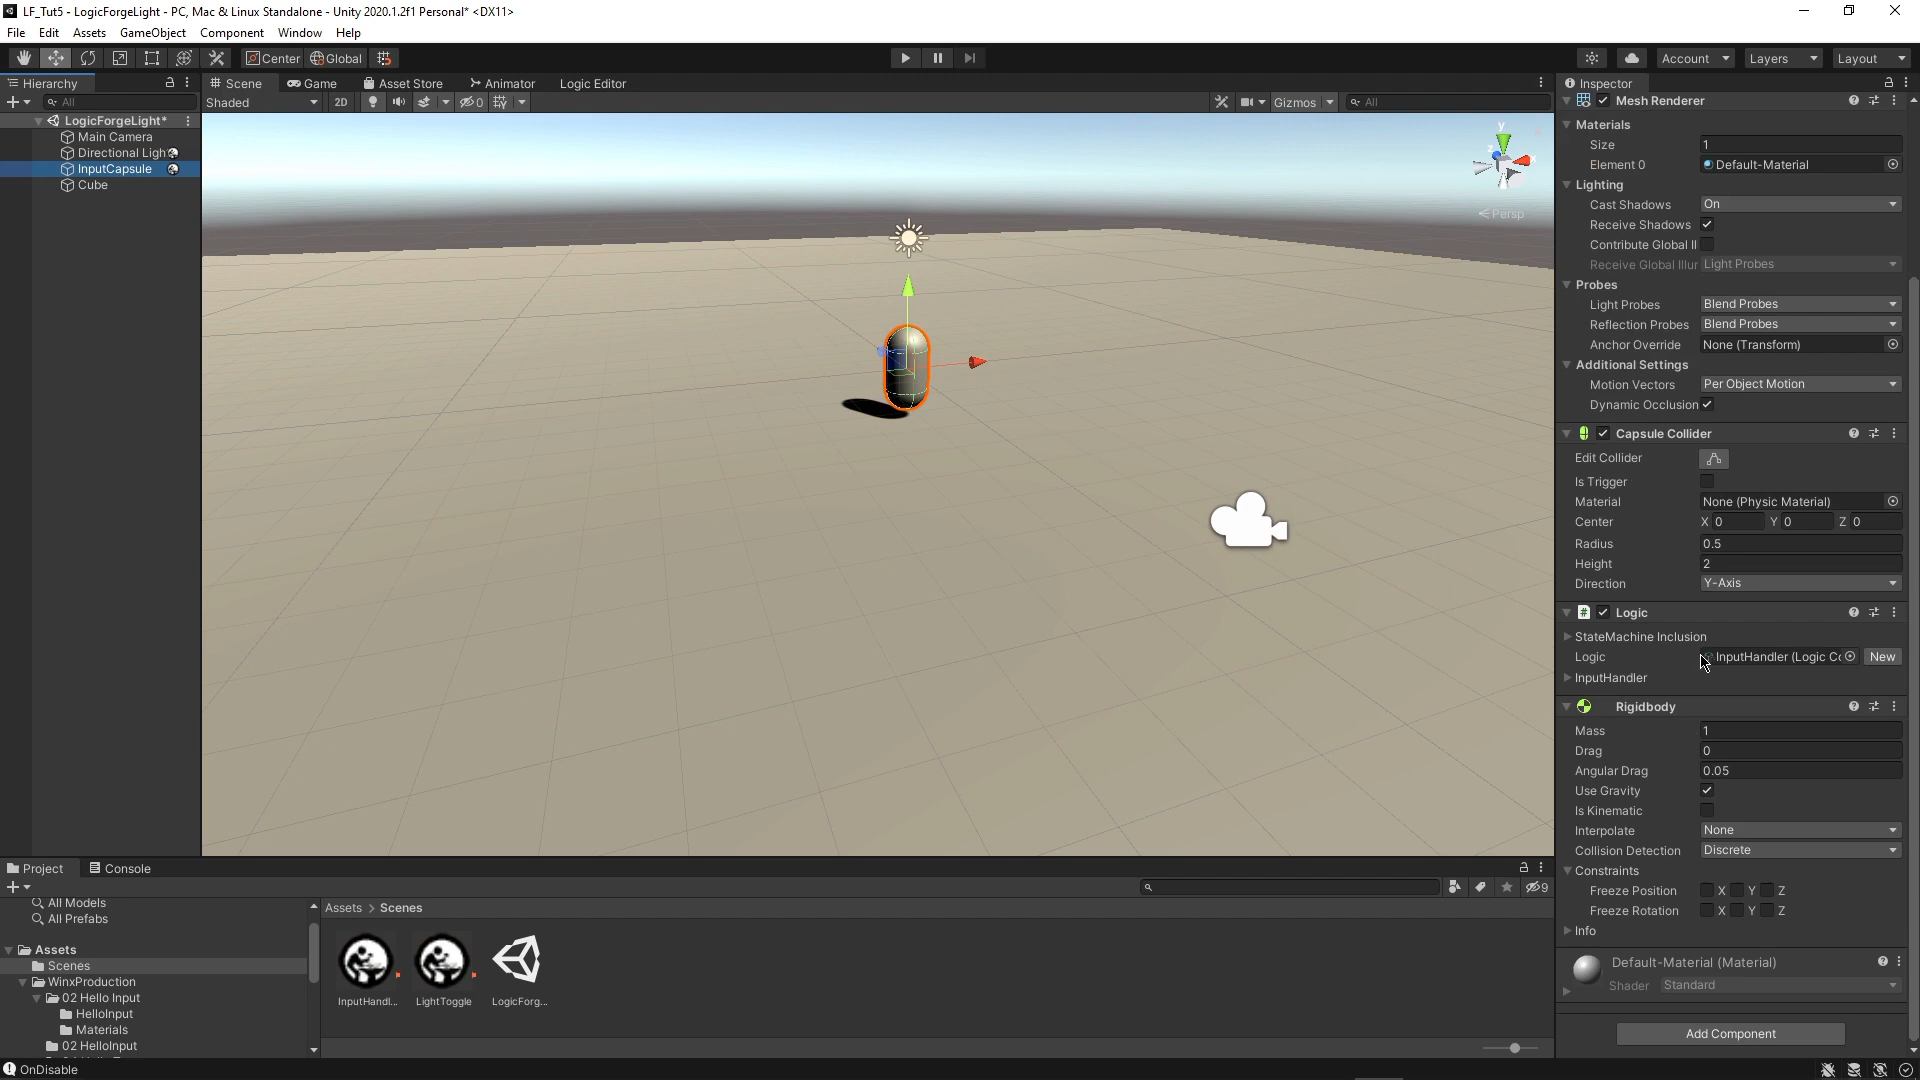 LF_Tut5 - LogicForgeLight - PC, Mac & Linux Standalone - Unity 2020.1.2f1 Personal* <DX11>
File Edit Assets GameObject Component Window Help
Center Global Account Layers Layout
Hierarchy Scene Game Asset Store Animator Logic Editor Inspector
All Shaded 2D 0 Gizmos All
Mesh Renderer
LogicForgeLight*
Main Camera
Directional Ligh
InputCapsule
Cube
y
x
z
Persp
Materials
Size 1
Element 0 Default-Material
Lighting
Cast Shadows On
Receive Shadows
Contribute Global Il
Receive Global Illur Light Probes
Probes
Light Probes Blend Probes
Reflection Probes Blend Probes
Anchor Override None (Transform)
Additional Settings
Motion Vectors Per Object Motion
Dynamic Occlusion
Capsule Collider
Edit Collider
Is Trigger
Material None (Physic Material)
Center X 0 Y 0 Z 0
Radius 0.5
Height 2
Direction Y-Axis
# Logic
StateMachine Inclusion
Logic InputHandler (Logic Co New
InputHandler
Rigidbody
Mass 1
Drag 0
Angular Drag 0.05
Use Gravity
Is Kinematic
Interpolate None
Collision Detection Discrete
Constraints
Freeze Position X Y Z
Freeze Rotation X Y Z
Info
Default-Material (Material)
Shader Standard
Add Component
Project Console
9
All Models
All Prefabs
Assets
Scenes
WinxProduction
02 Hello Input
HelloInput
Materials
02 HelloInput
Assets > Scenes
InputHandl... LightToggle LogicForg...
OnDisable